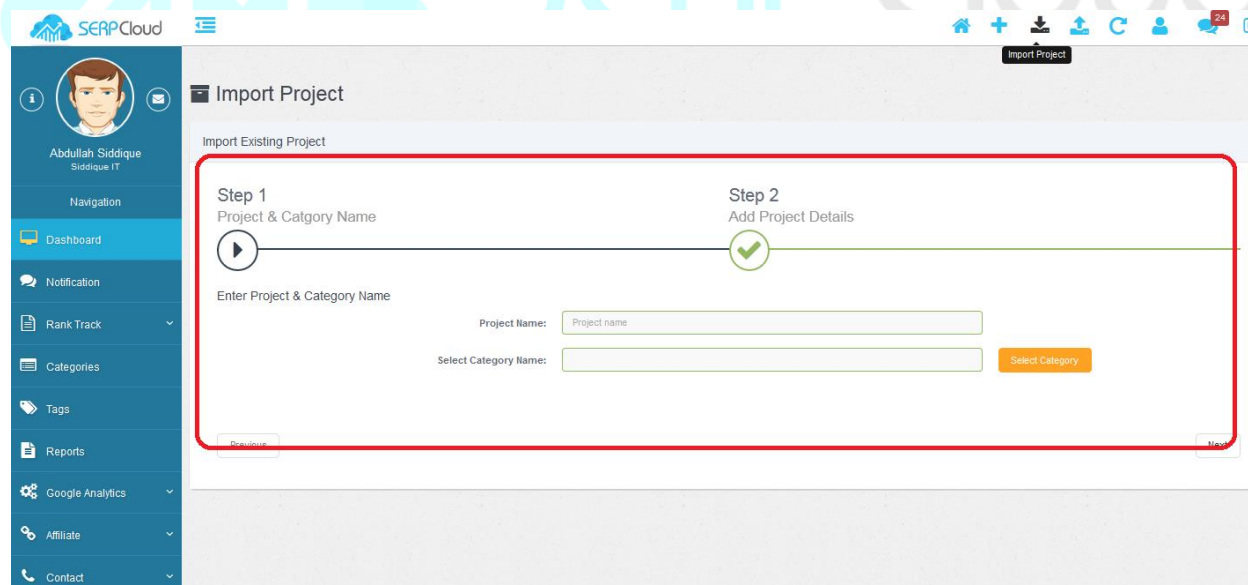 SERPCloud
24
Import Project
Abdullah Siddique
Siddique IT
Navigation
Dashboard
Notification
Rank Track
Categories
Tags
Reports
Google Analytics
Affiliate
Contact
Import Project
Import Existing Project
Step 1
Project & Catgory Name
Step 2
Add Project Details
Enter Project & Category Name
Project Name:
Project name
Select Category Name:
Select Category
Previous
Next